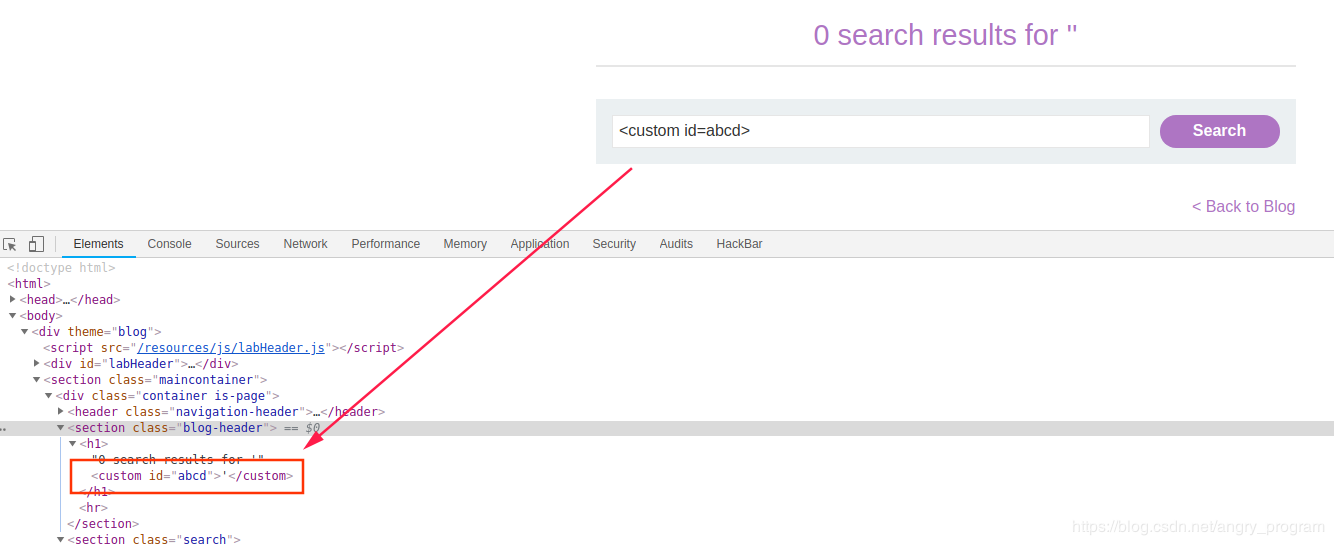 0 search results for ''
<custom id=abcd>
Search
< Back to Blog
Elements Console Sources Network Performance Memory Application Security Audits HackBar
<!doctype html>
<html>
<head>…</head>
<body>
<div theme="blog">
<script src="/resources/js/labHeader.js"></script>
<div id="labHeader">…</div>
<section class="maincontainer">
<div class="container is-page">
<header class="navigation-header">…</header>
<section class="blog-header"> == $0
<h1>
"0 search results for '"
<custom id="abcd">'</custom>
</h1>
<hr>
</section>
<section class="search">
https://blog.csdn.net/angry_program